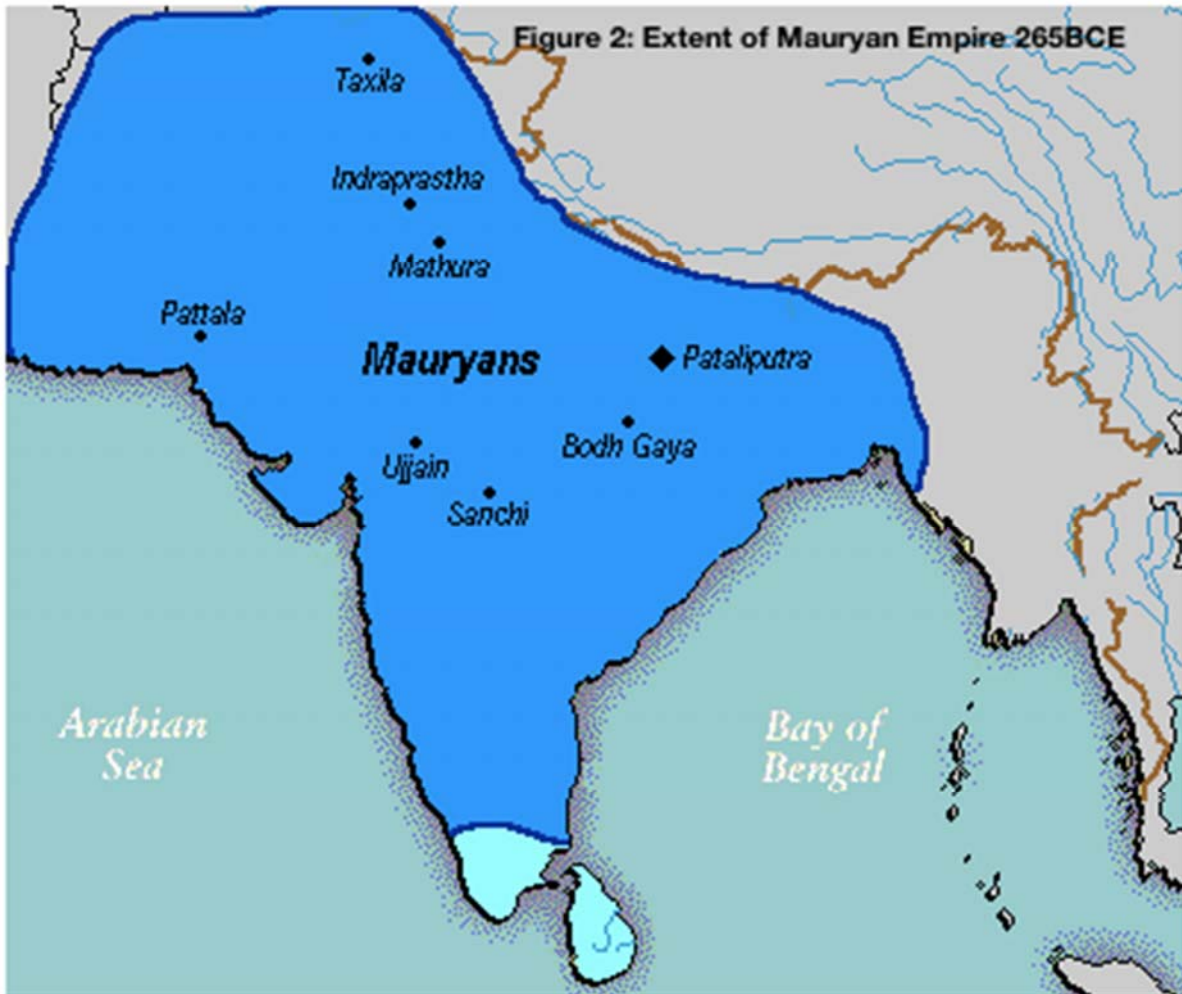 Figure 2: Extent of Mauryan Empire 265BCE
Taxila
Indraprastha
Mathura
Pattala
Mauryans
Pataliputra
Bodh Gaya
Ujjain
Sanchi
Arabian
Sea
Bay of
Bengal